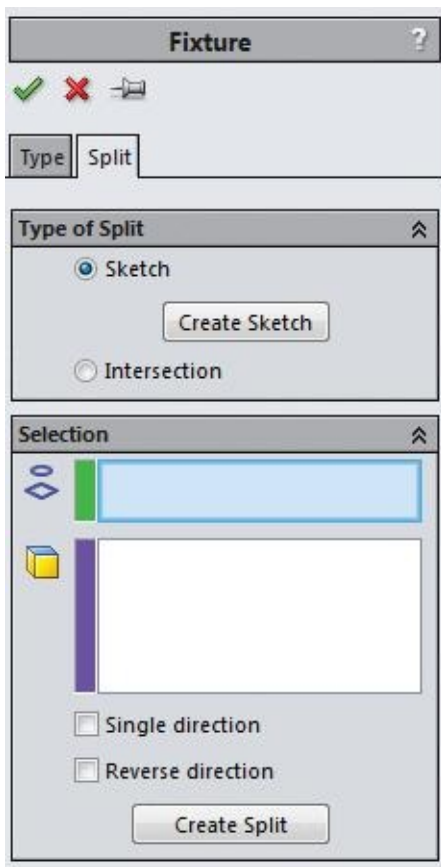 Fixture ?
Type Split
Type of Split
Sketch
Create Sketch
Intersection
Selection
Single direction
Reverse direction
Create Split